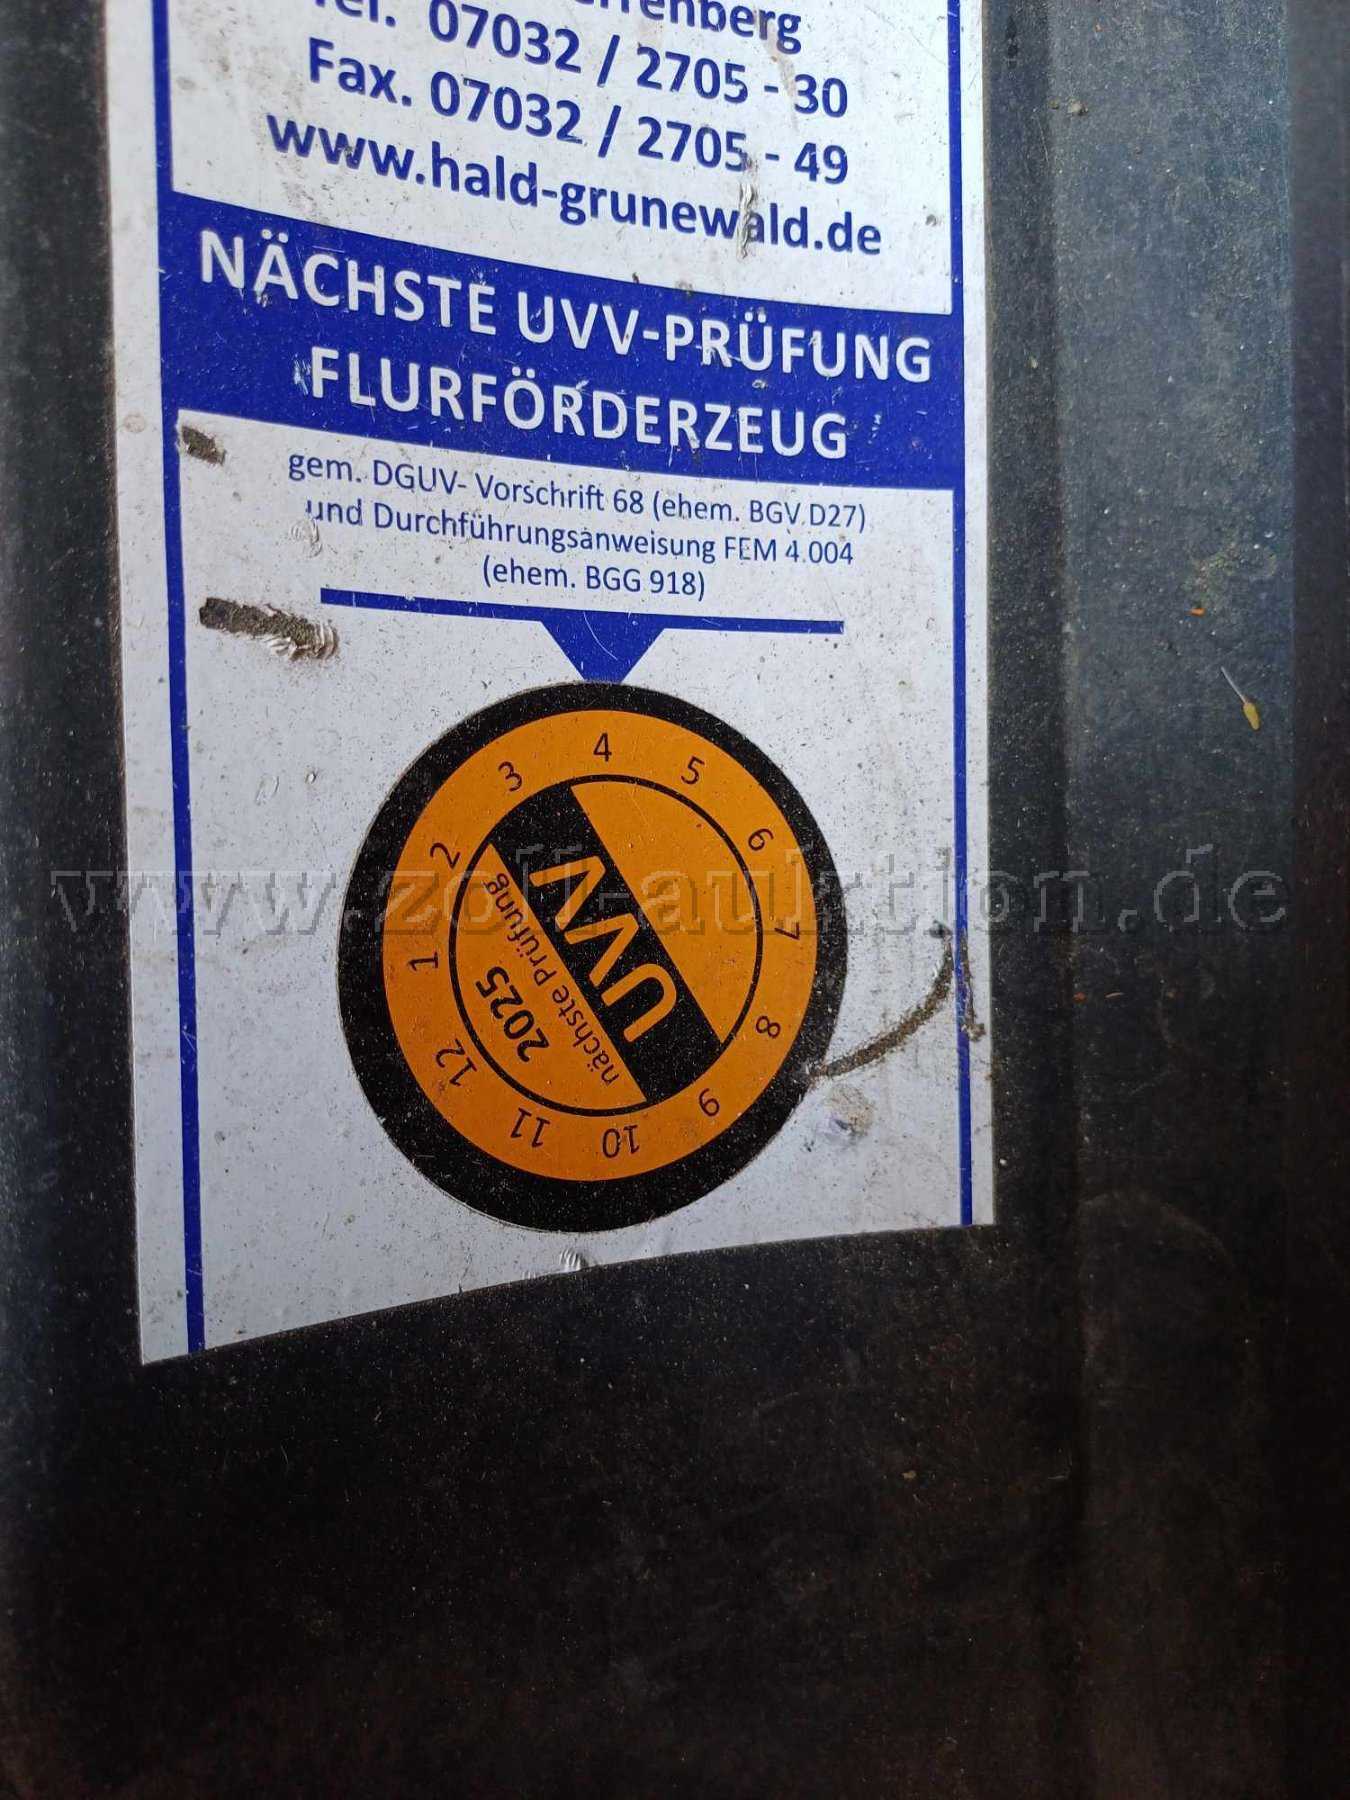 Tel. 07032 / 2705 - 30
Fax. 07032 / 2705 - 49
www.hald-grunewald.de
NÄCHSTE UVV-PRÜFUNG
FLURFÖRDERZEUG
gem. DGUV- Vorschrift 68 (ehem. BGV D27)
und Durchführungsanweisung FEM 4.004
(ehem. BGG 918)
1 2 3 4 5 6 7 8 9 10 11 12
UVV
nächste Prüfung
2025
www.zoll-auktion.de